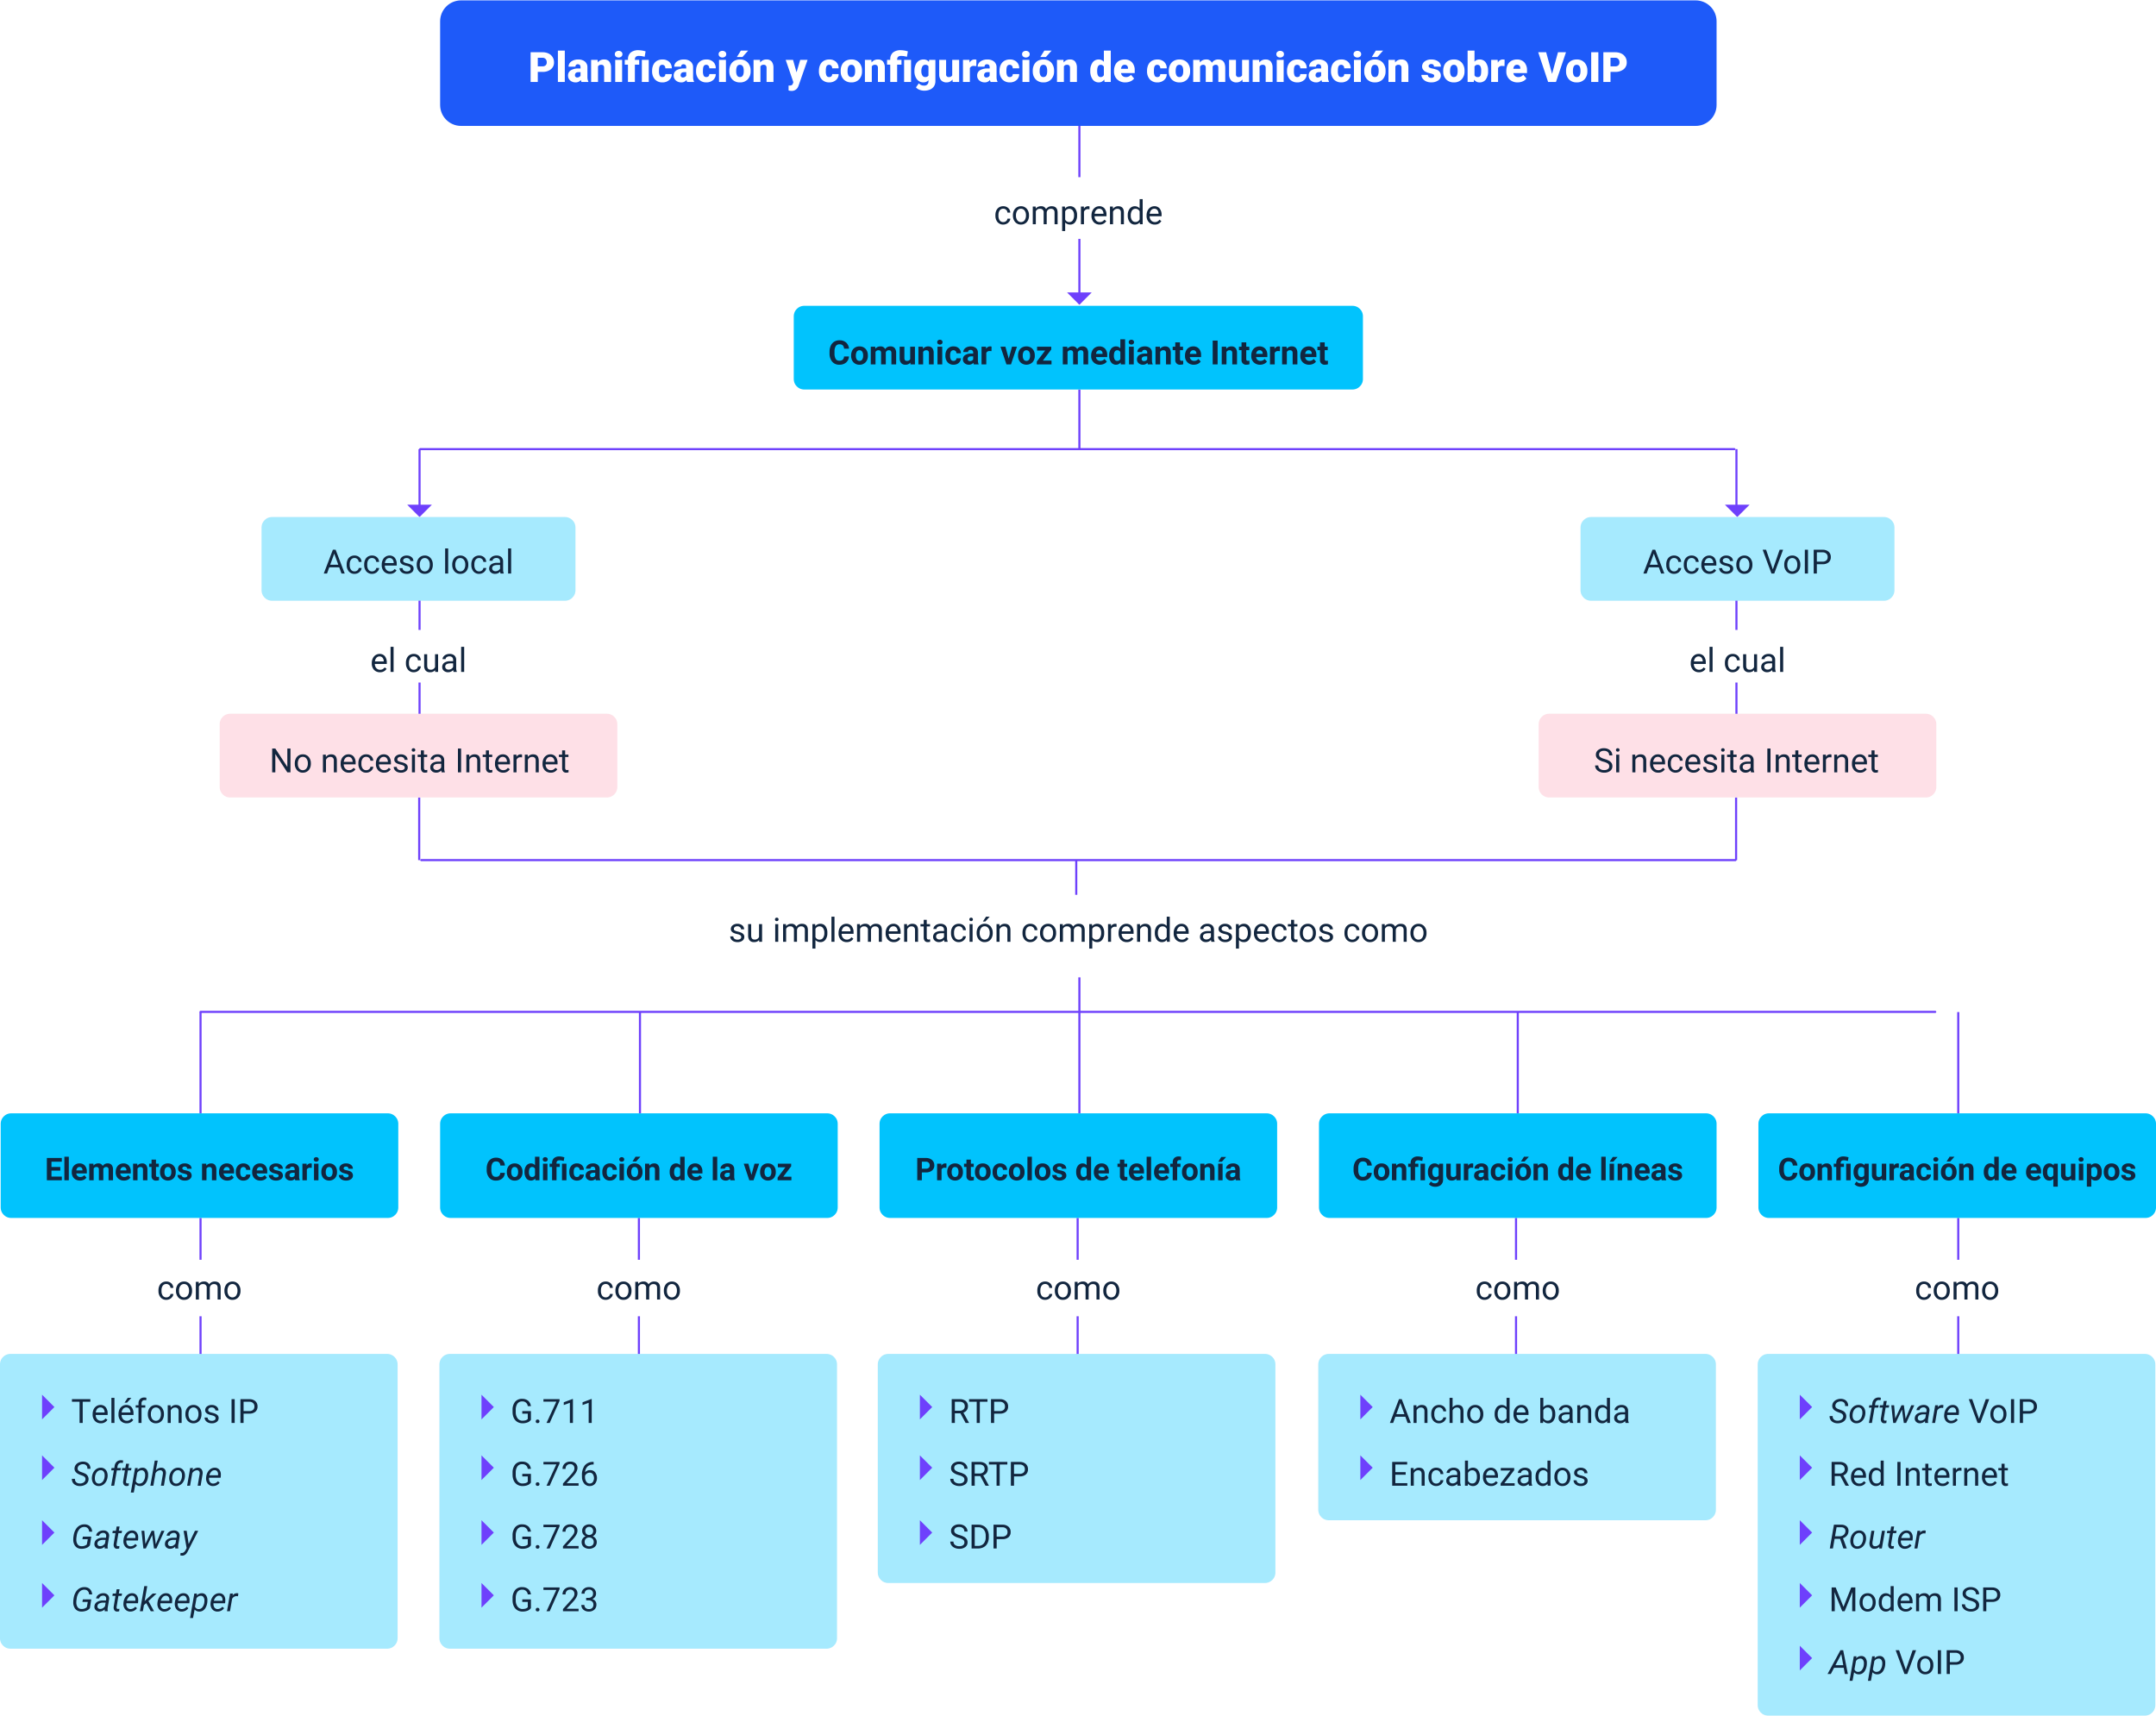 Planificación y configuración de comunicación sobre VoIP
comprende
Comunicar voz mediante Internet
Acceso local
Acceso VoIP
el cual
el cual
No necesita Internet
Si necesita Internet
su implementación comprende aspectos como
Elementos necesarios
Codificación de la voz
Protocolos de telefonía
Configuración de líneas
Configuración de equipos
como
como
como
como
como
Teléfonos IP
Softphone
Gateway
Gatekeeper
G.711
G.726
G.728
G.723
RTP
SRTP
SDP
Ancho de banda
Encabezados
Software VoIP
Red Internet
Router
Modem ISP
App VoIP